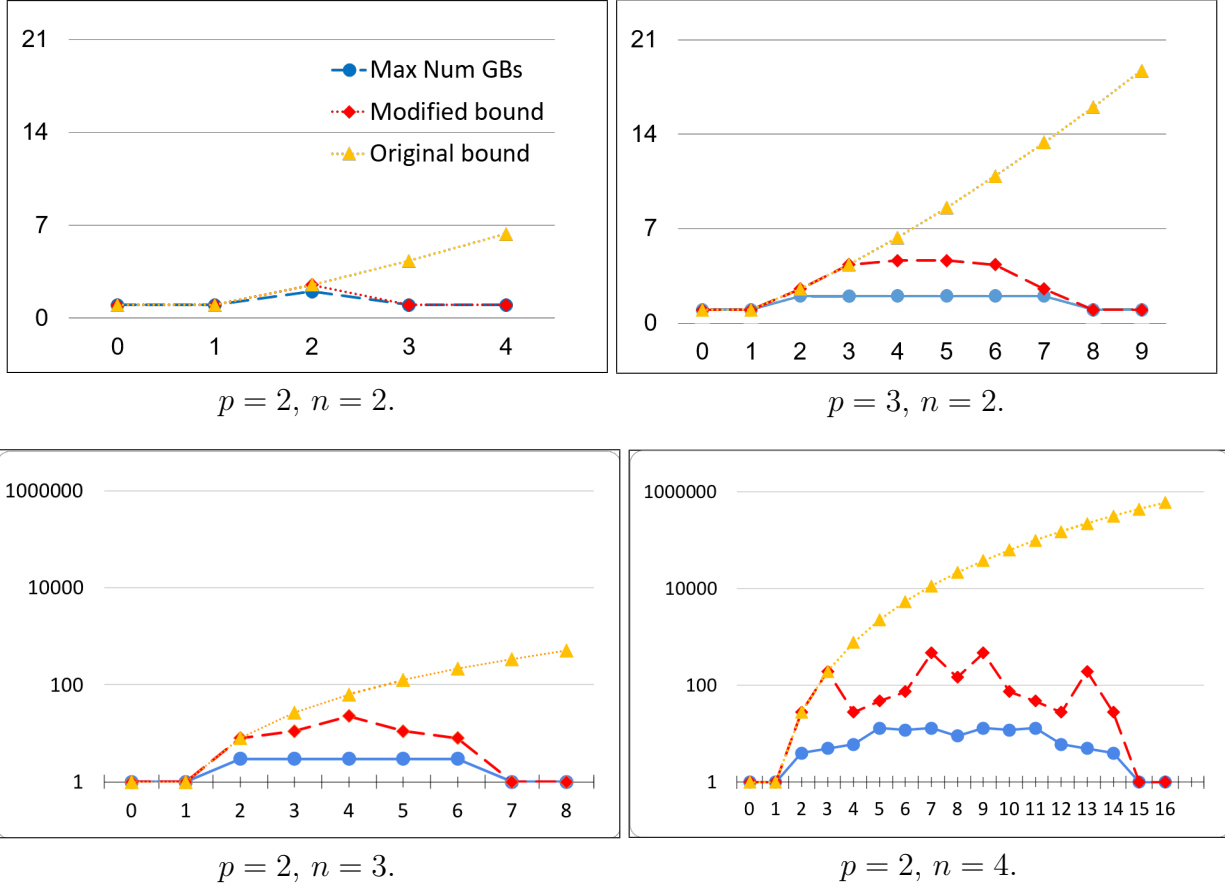 21
Max Num GBs
Modified bound
14
Original bound
7
0
0 1 2 3 4
p = 2, n = 2.
21
14
7
0
0 1 2 3 4 5 6 7 8 9
p = 3, n = 2.
1000000
10000
100
1
0 1 2 3 4 5 6 7 8
p = 2, n = 3.
1000000
10000
100
1
0 1 2 3 4 5 6 7 8 9 10 11 12 13 14 15 16
p = 2, n = 4.